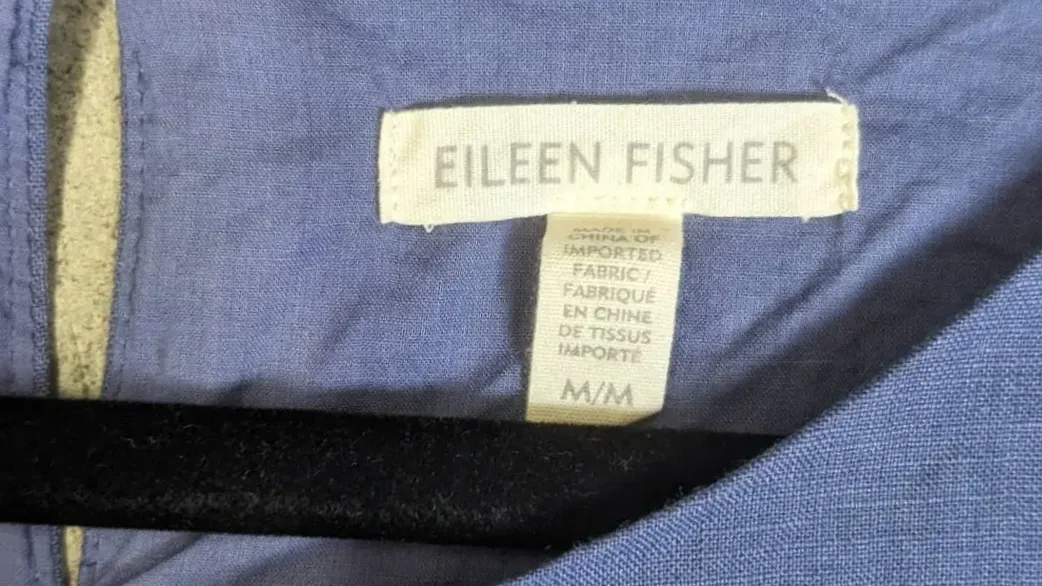 EILEEN FISHER
MADE IN
CHINA OF
IMPORTED
FABRIC /
FABRIQUÉ
EN CHINE
DE TISSUS
IMPORTÉ
M/M